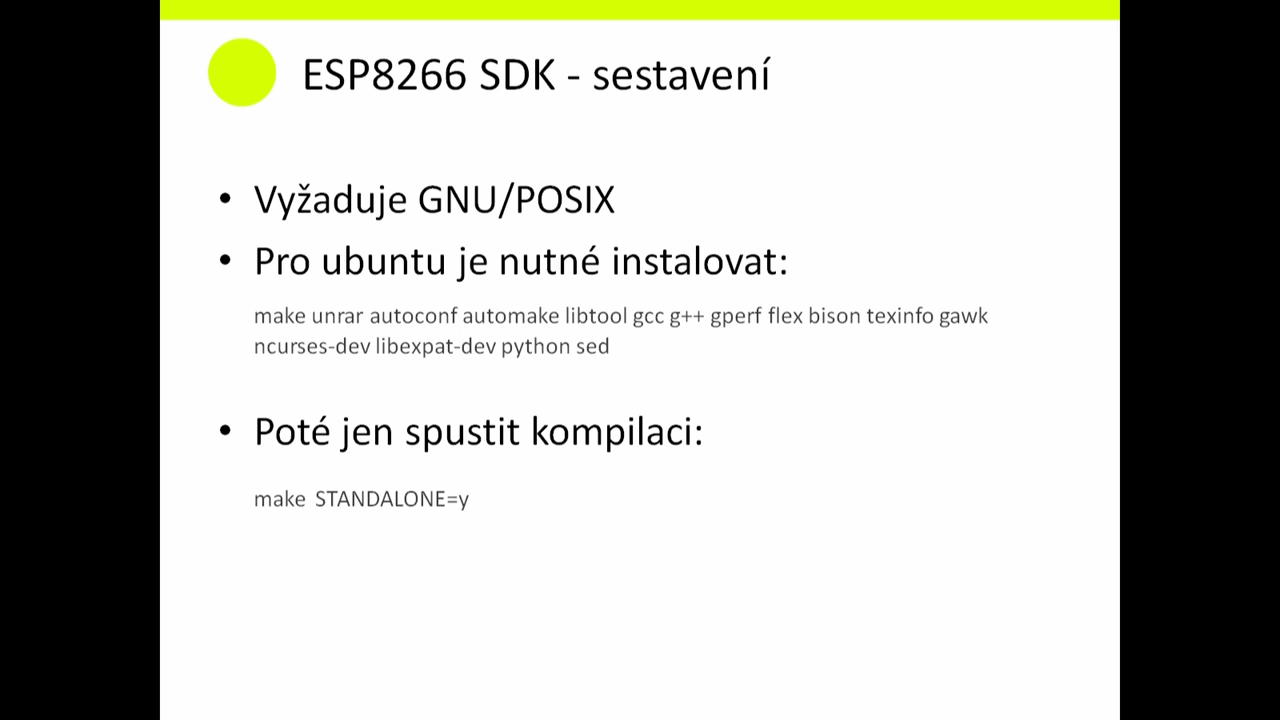 ESP8266 SDK - sestavení
• Vyžaduje GNU/POSIX
• Pro ubuntu je nutné instalovat:
make unrar autoconf automake libtool gcc g++ gperf flex bison texinfo gawk
ncurses-dev libexpat-dev python sed
• Poté jen spustit kompilaci:
make STANDALONE=y